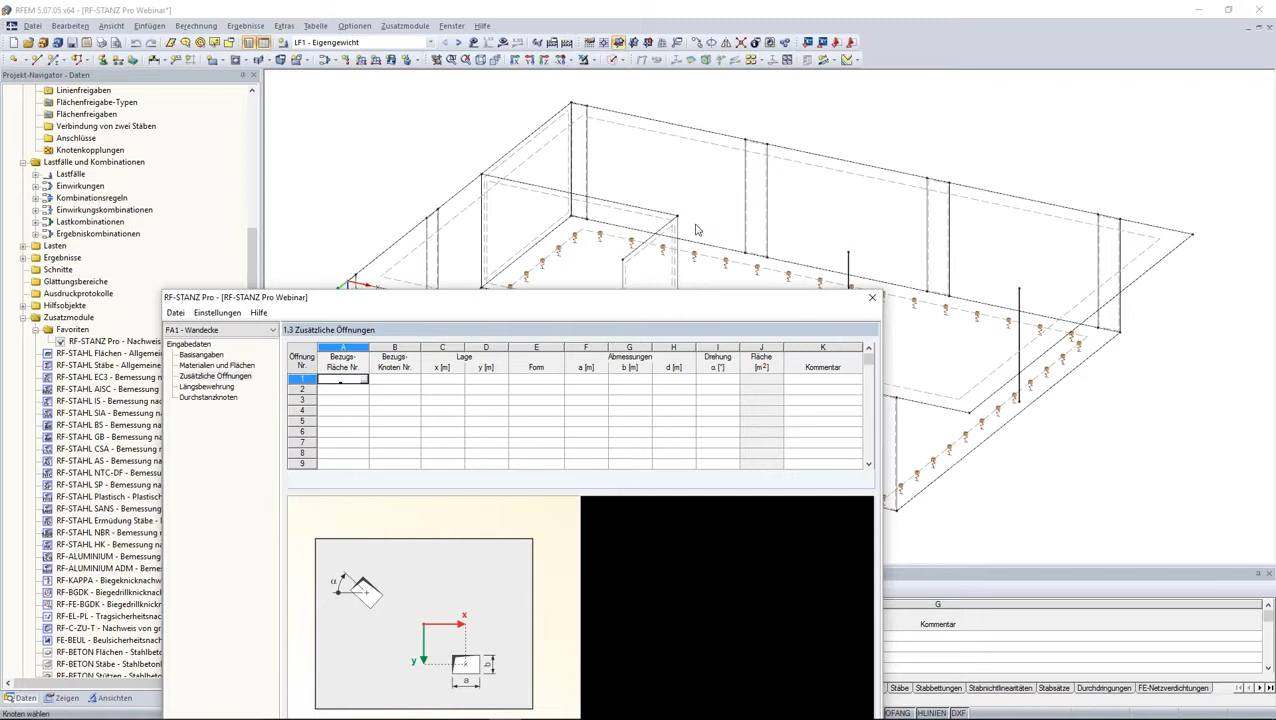 RFEM 5.07.05 x64 - [RF-STANZ Pro Webinar*]
Datei Bearbeiten Ansicht Einfügen Berechnung Ergebnisse Extras Tabelle Optionen Zusatzmodule Fenster Hilfe
LF1 - Eigengewicht
Projekt-Navigator - Daten
Linienfreigaben
Flächenfreigabe-Typen
Flächenfreigaben
Verbindung von zwei Stäben
Anschlüsse
Knotenkopplungen
Lastfälle und Kombinationen
Lastfälle
Einwirkungen
Kombinationsregeln
Einwirkungskombinationen
Lastkombinationen
Ergebniskombinationen
Lasten
Ergebnisse
Schnitte
Glättungsbereiche
Ausdruckprotokolle
Hilfsobjekte
Zusatzmodule
Favoriten
RF-STANZ Pro - Nachweis
RF-STAHL Flächen - Allgemein
RF-STAHL Stäbe - Allgemeine
RF-STAHL EC3 - Bemessung n
RF-STAHL AISC - Bemessung
RF-STAHL IS - Bemessung nac
RF-STAHL SIA - Bemessung na
RF-STAHL BS - Bemessung na
RF-STAHL GB - Bemessung na
RF-STAHL CSA - Bemessung n
RF-STAHL AS - Bemessung na
RF-STAHL NTC-DF - Bemessu
RF-STAHL SP - Bemessung na
RF-STAHL Plastisch - Plastisch
RF-STAHL SANS - Bemessung
RF-STAHL Ermüdung Stäbe -
RF-STAHL NBR - Bemessung
RF-STAHL HK - Bemessung na
RF-ALUMINIUM - Bemessung
RF-ALUMINIUM ADM - Beme
RF-KAPPA - Biegeknicknachwe
RF-BGDK - Biegedrillknicknac
RF-FE-BGDK - Biegedrillknick
RF-EL-PL - Tragsicherheitsnac
RF-C-ZU-T - Nachweis von gr
FE-BEUL - Beulsicherheitsnac
RF-BETON Flächen - Stahlbeto
RF-BETON Stäbe - Stahlbeton
RF-BETON Stützen - Stahlbet
Daten Zeigen Ansichten
Knoten wählen
RF-STANZ Pro - [RF-STANZ Pro Webinar]
Datei Einstellungen Hilfe
FA1 - Wandecke
1.3 Zusätzliche Öffnungen
Eingabedaten
Basisangaben
Materialien und Flächen
Zusätzliche Öffnungen
Längsbewehrung
Durchstanzknoten
A B C D E F G H I J K
Öffnung Bezugs- Bezugs- Lage Abmessungen Drehung Fläche
Nr. Fläche Nr. Knoten Nr. x [m] y [m] Form a [m] b [m] d [m] α [°] [m²] Kommentar
1
2
3
4
5
6
7
8
9
α
x
y
b
a
G
Kommentar
Stäbe Stabbettungen Stabnichtlinearitäten Stabsätze Durchdringungen FE-Netzverdichtungen
OFANG HLINIEN DXF